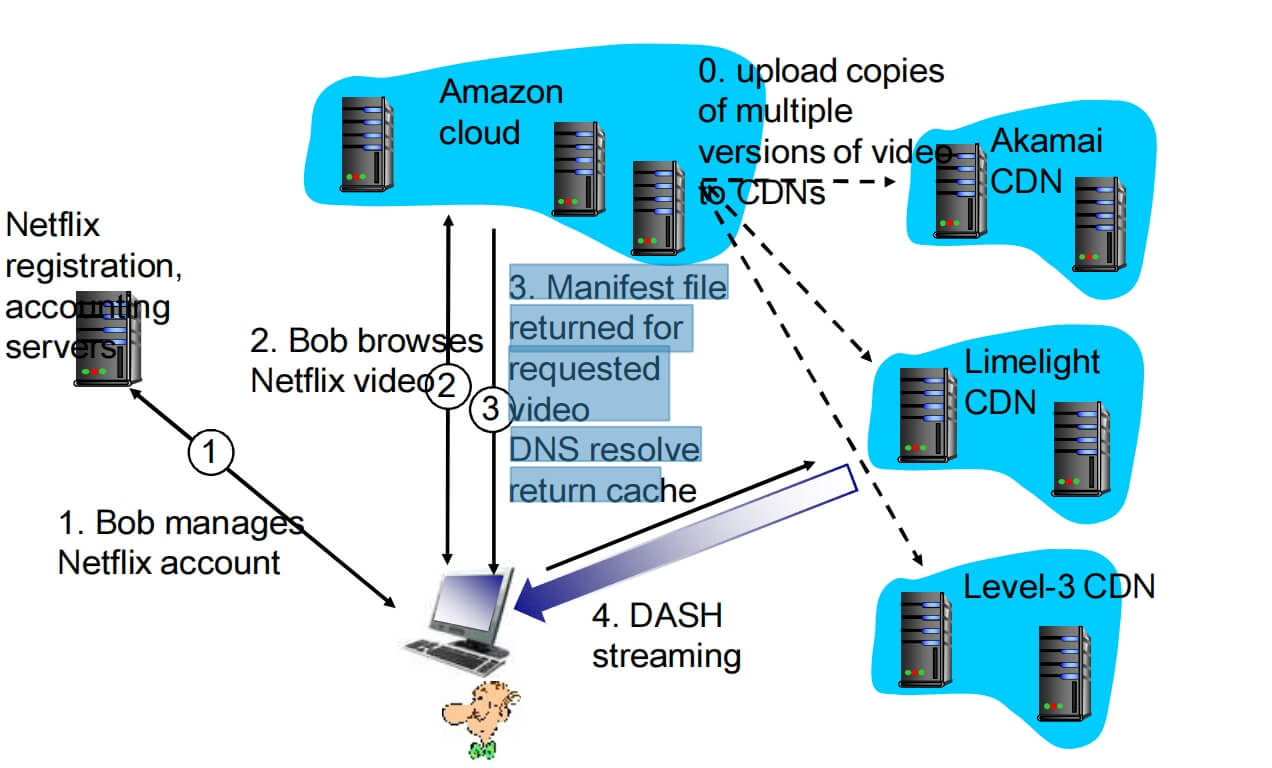 Amazon
cloud
0. upload copies
of multiple
versions of video
to CDNs
Akamai
CDN
Netflix
registration,
accounting
servers
3. Manifest file
returned for
requested
video
DNS resolve
return cache
2. Bob browses
Netflix video
2
3
Limelight
CDN
1
1. Bob manages
Netflix account
4. DASH
streaming
Level-3 CDN